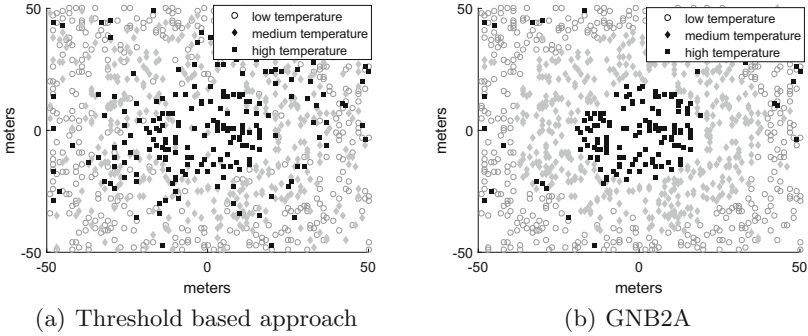 50
0
-50
meters
low temperature
medium temperature
high temperature
-50
0
50
meters
(a) Threshold based approach
50
0
-50
meters
low temperature
medium temperature
high temperature
-50
0
50
meters
(b) GNB2A